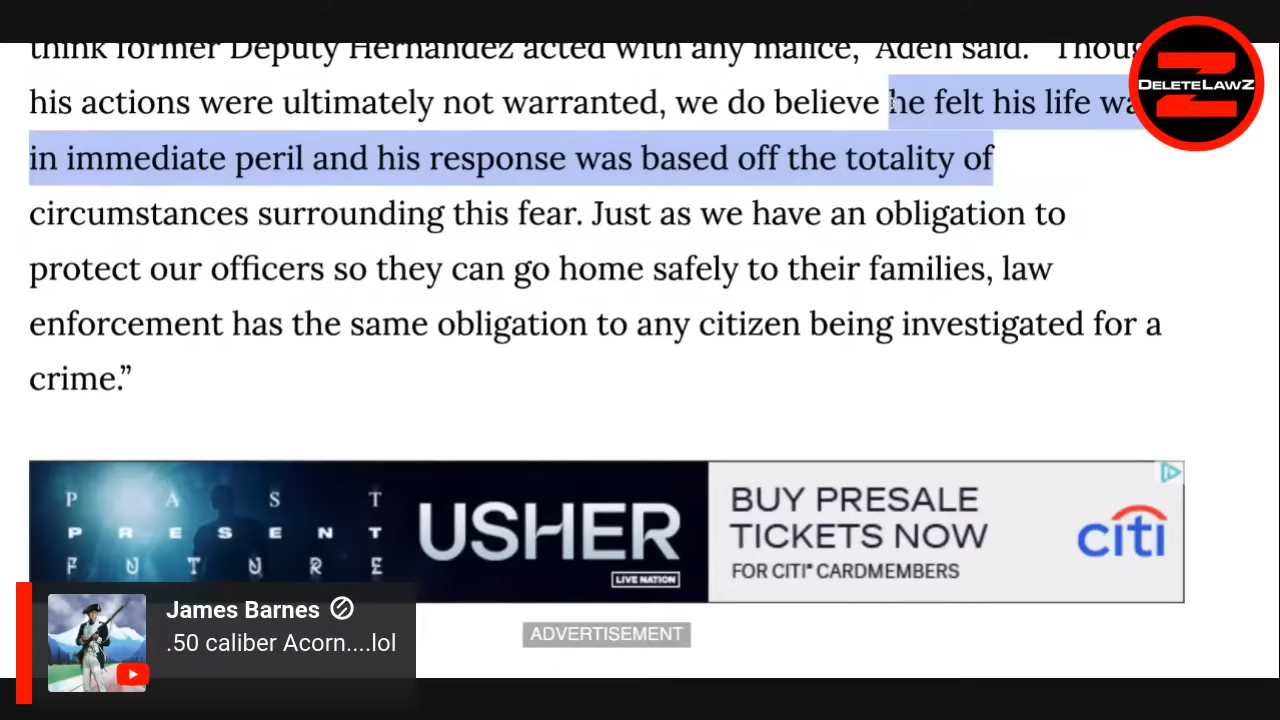 think former Deputy Hernandez acted with any malice,” Aden said. “Though
his actions were ultimately not warranted, we do believe he felt his life wa
in immediate peril and his response was based off the totality of
circumstances surrounding this fear. Just as we have an obligation to
protect our officers so they can go home safely to their families, law
enforcement has the same obligation to any citizen being investigated for a
crime.”
DELETELAWZ
PAST
PRESENT
FUTURE
USHER
LIVE NATION
BUY PRESALE
TICKETS NOW
FOR CITI® CARDMEMBERS
citi
ADVERTISEMENT
James Barnes
.50 caliber Acorn....lol